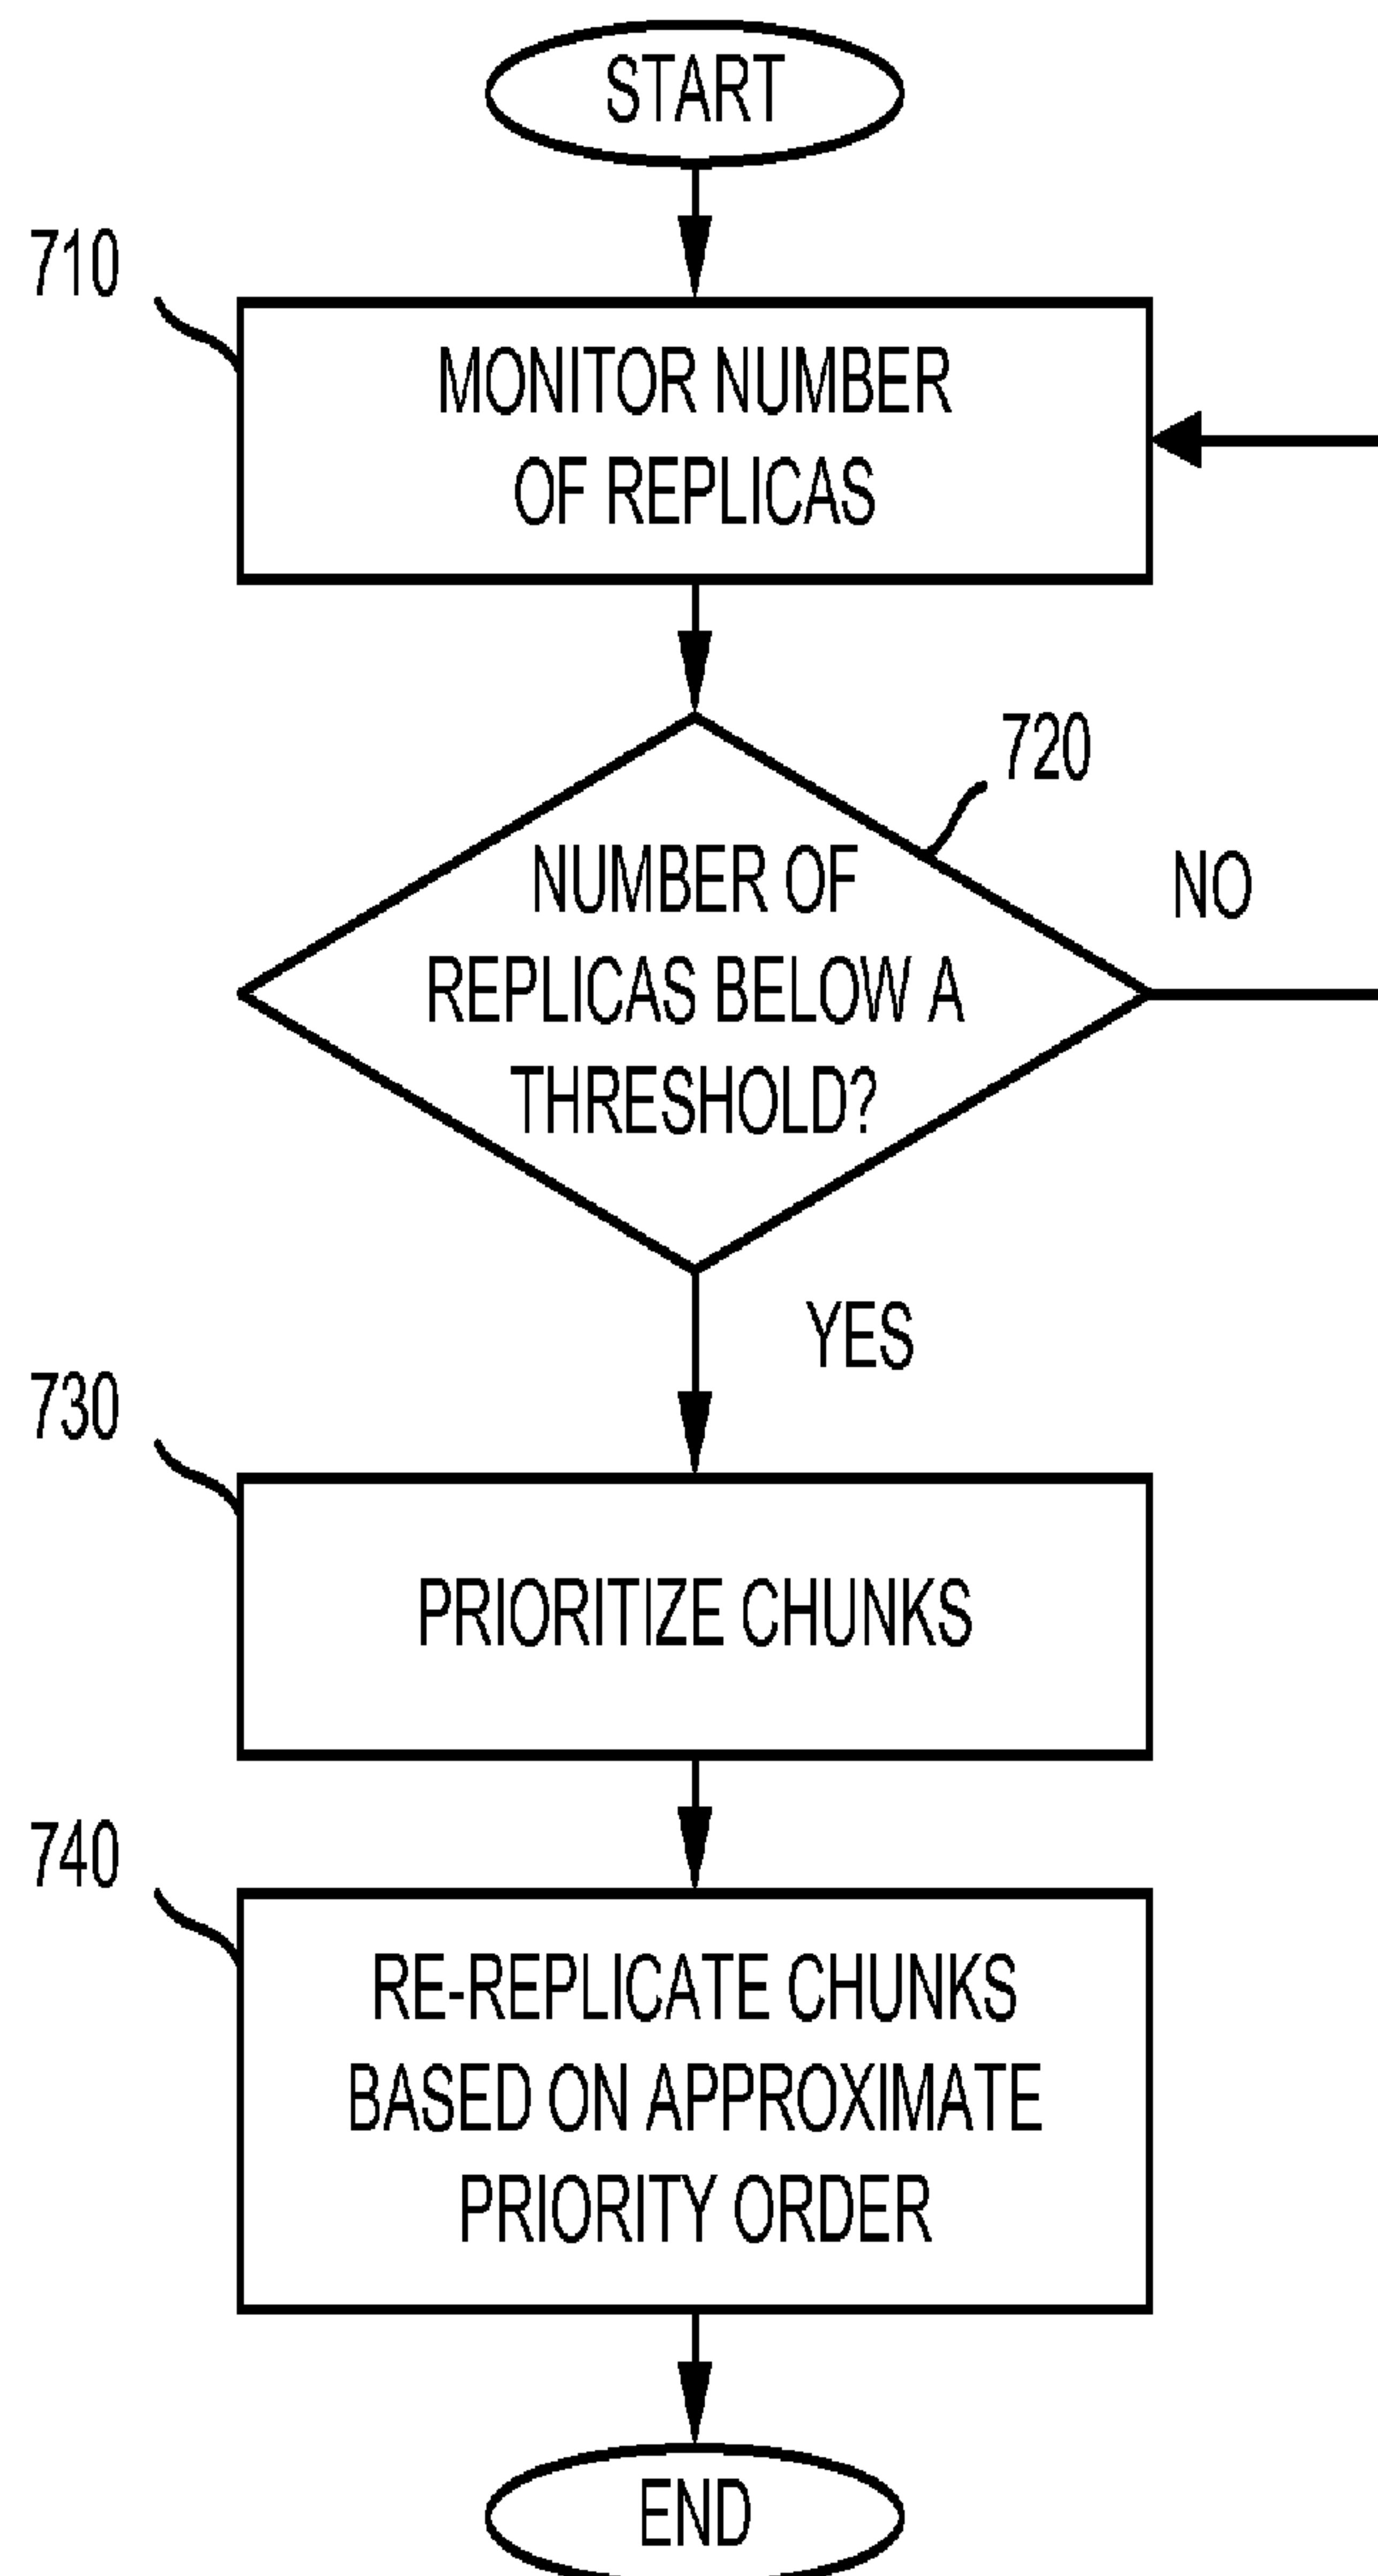 START
710
MONITOR NUMBER
OF REPLICAS
720
NUMBER OF
REPLICAS BELOW A
THRESHOLD?
NO
YES
730
PRIORITIZE CHUNKS
740
RE-REPLICATE CHUNKS
BASED ON APPROXIMATE
PRIORITY ORDER
END